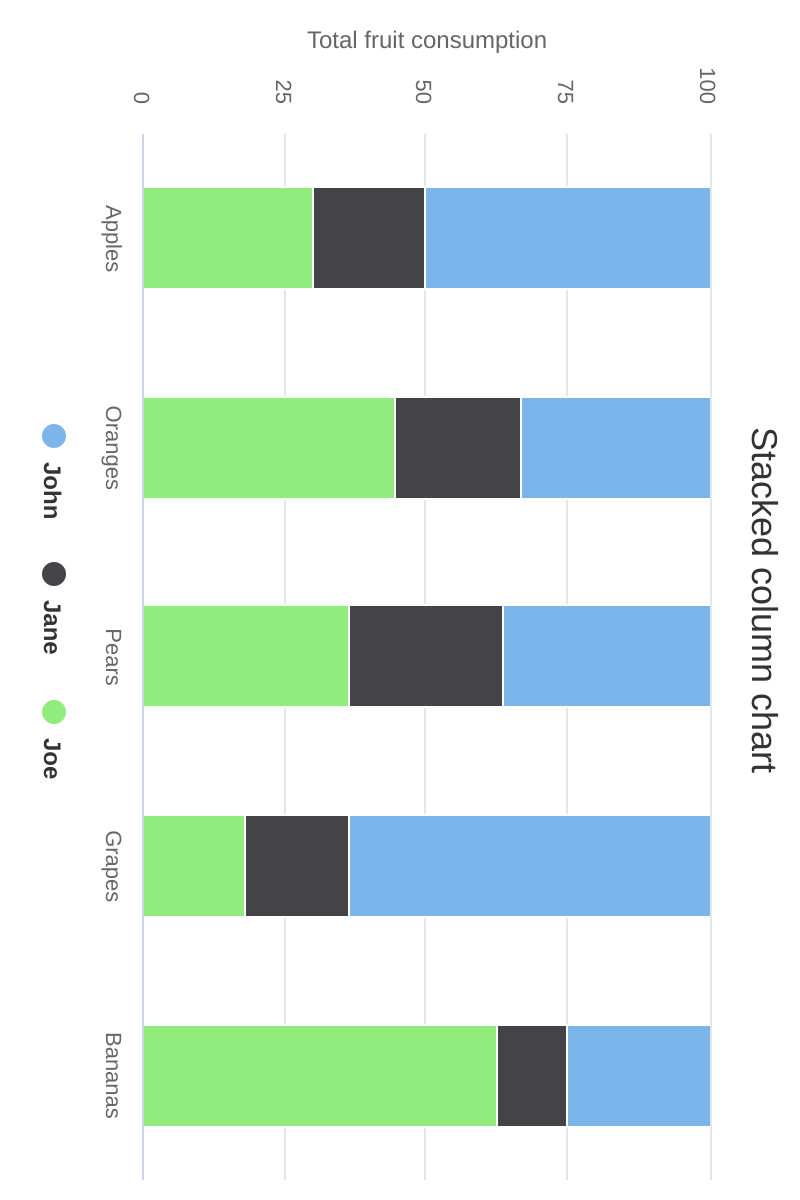 Stacked column chart
Total fruit consumption
100
75
50
25
0
Apples
Oranges
Pears
Grapes
Bananas
John
Jane
Joe